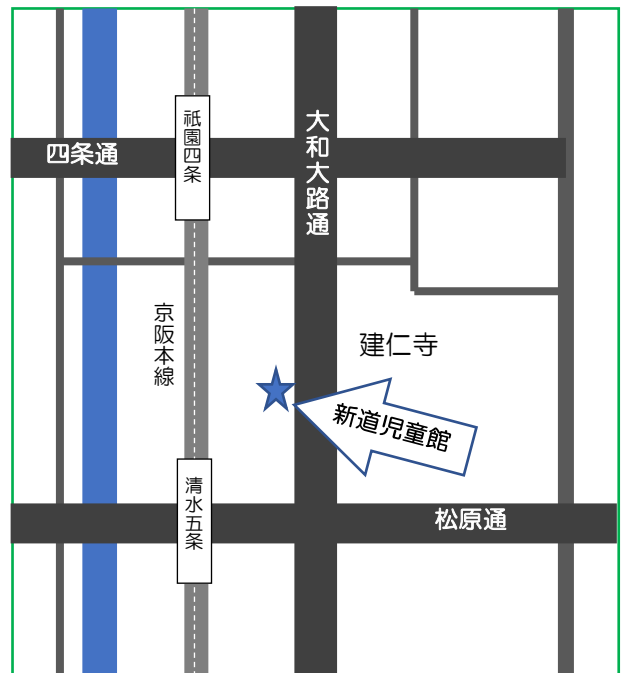 四条通
祇園四条
大和大路通
京阪本線
建仁寺
新道児童館
清水五条
松原通